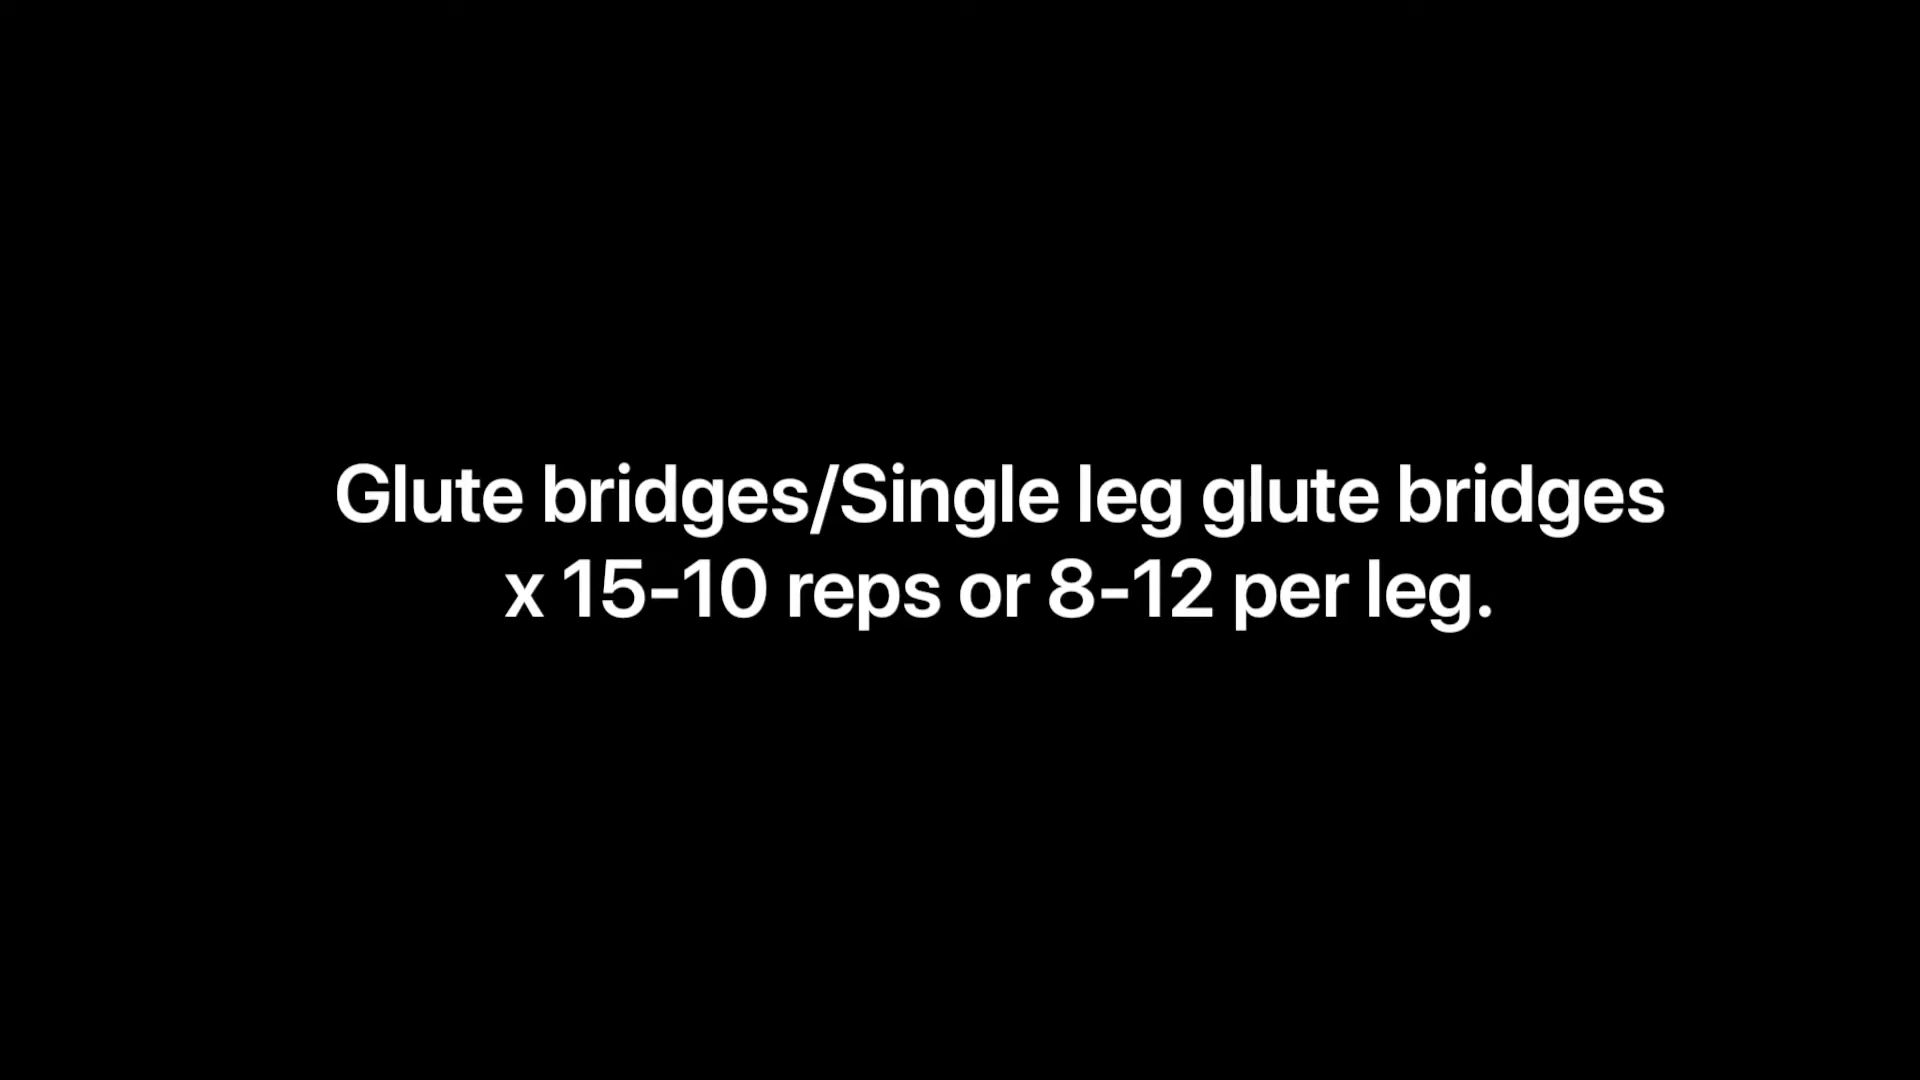 Glute bridges/Single leg glute bridges
x 15-10 reps or 8-12 per leg.